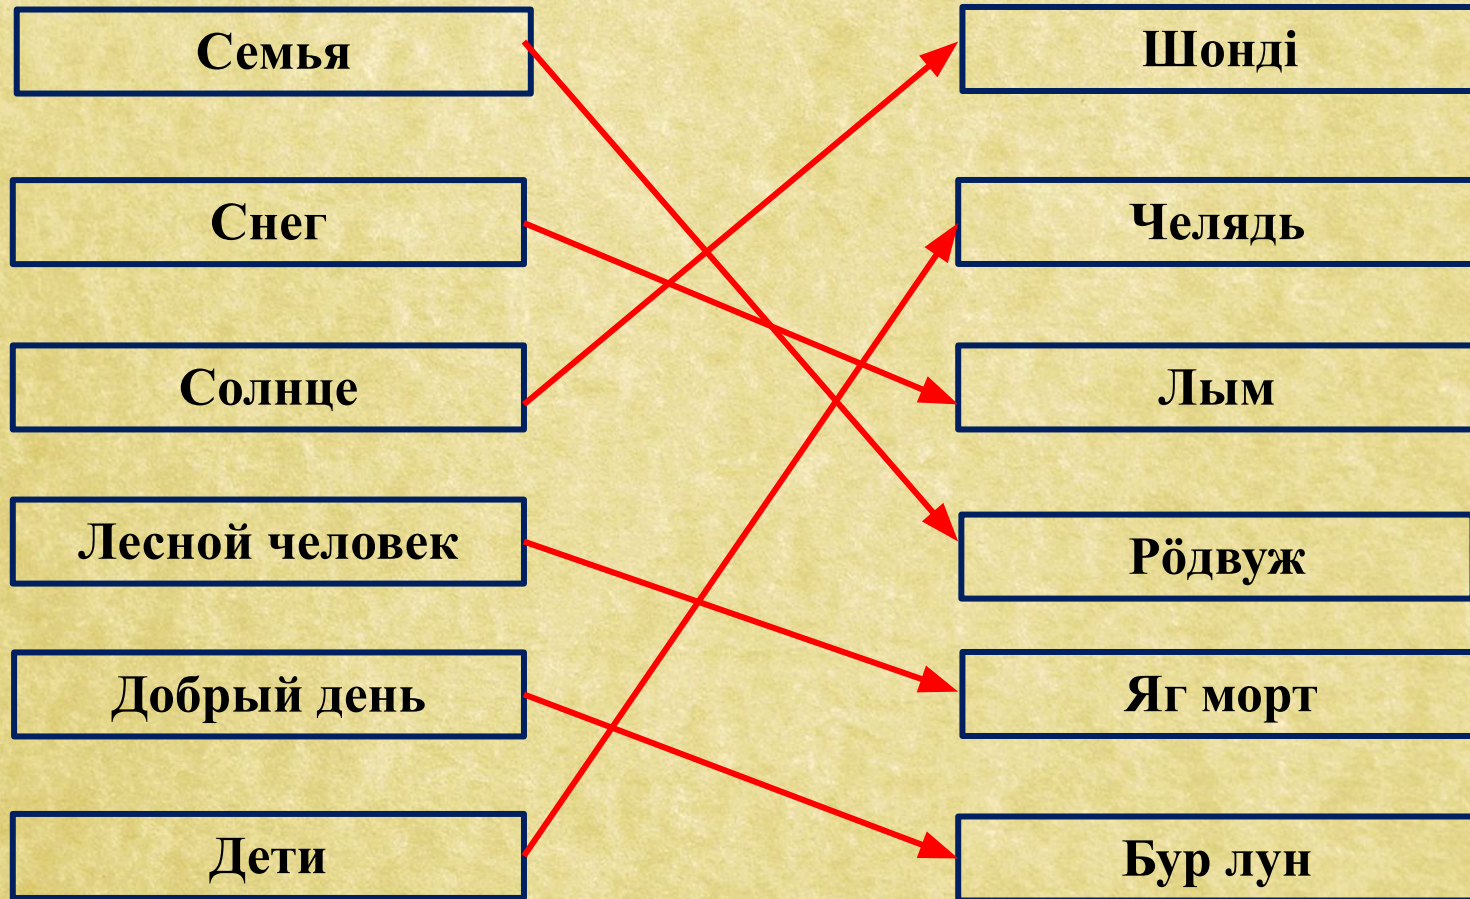 Семья
Шонді
Снег
Челядь
Солнце
Лым
Лесной человек
Рӧдвуж
Добрый день
Яг морт
Дети
Бур лун